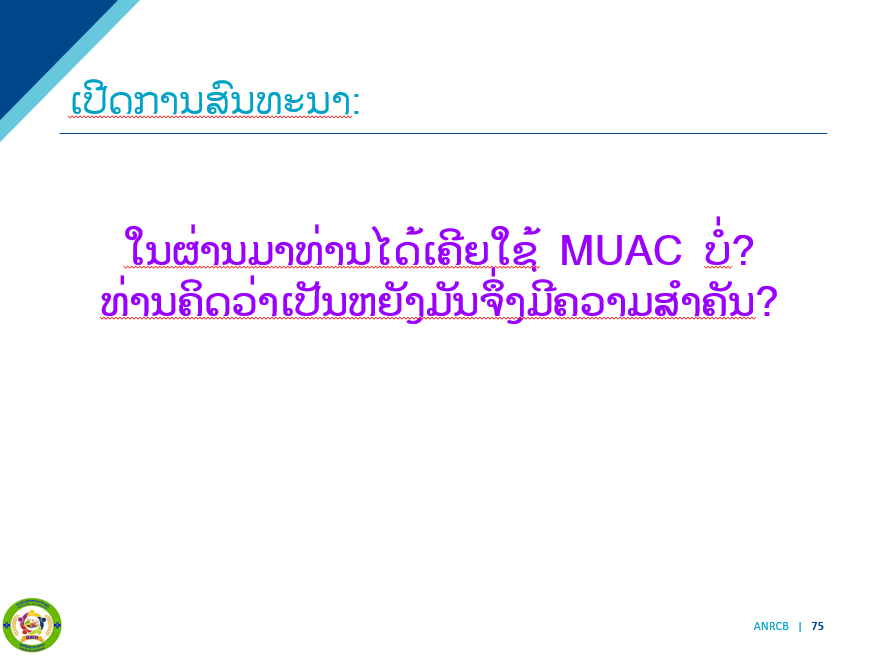 ເປີດການສົນທະນາ:
ໃນຜ່ານມາທ່ານໄດ້ເຄີຍໃຊ້ MUAC ບໍ່?
ທ່ານຄິດວ່າເປັນຫຍັງມັນຈຶ່ງມີຄວາມສຳຄັນ?
ANRCB | 75